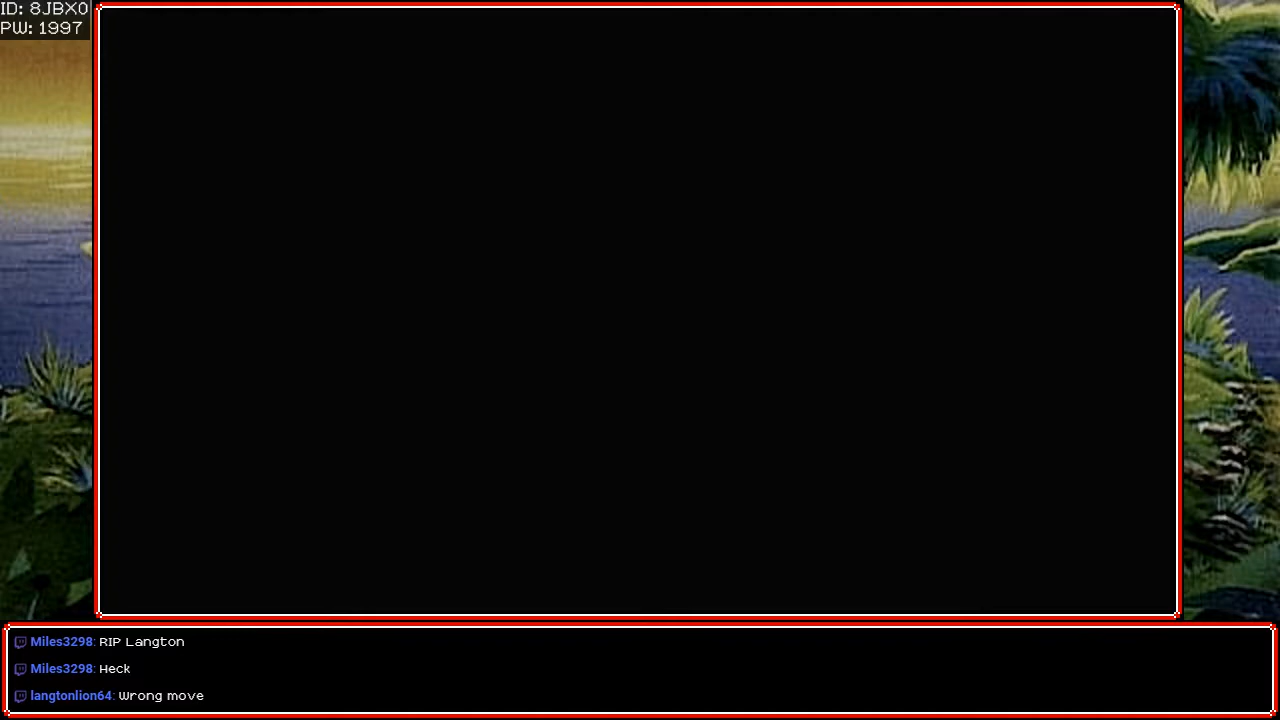 ID: 8JBX0
PW: 1997
Miles3298: RIP Langton
Miles3298: Heck
langtonlion64: Wrong move